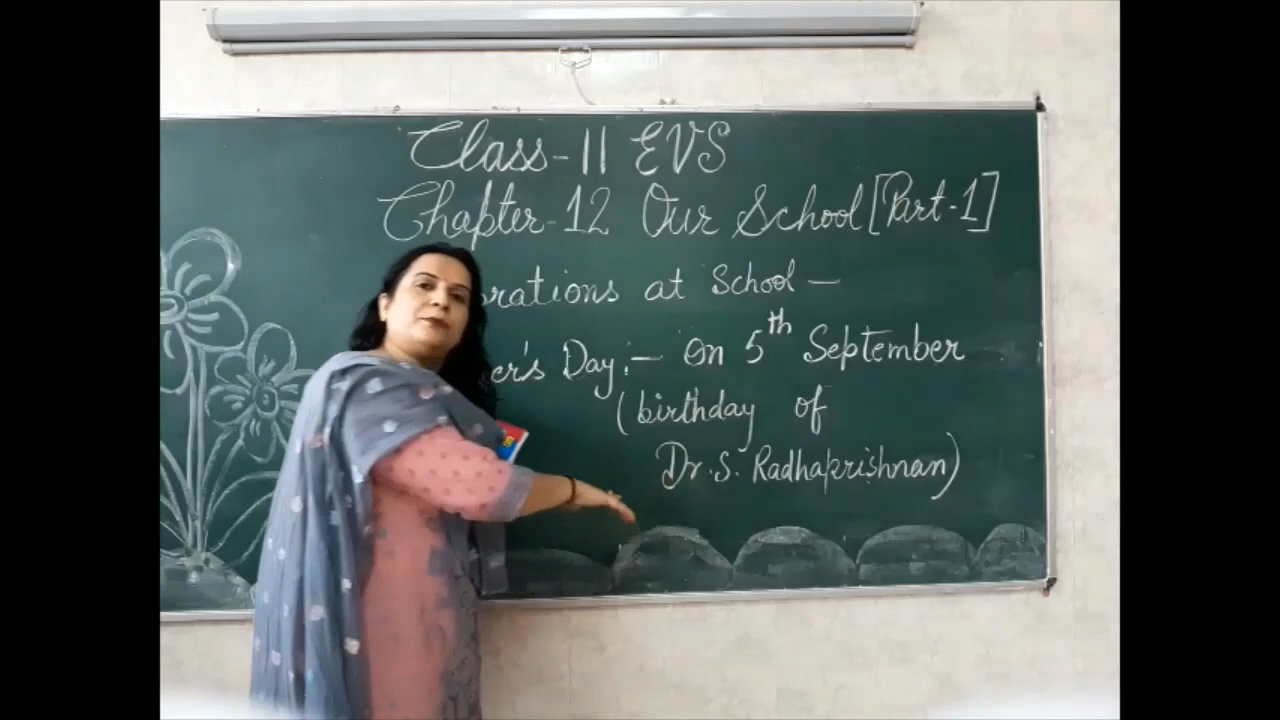 Class-II EVS
Chapter-12 Our School [Part-1]
rations at School –
er's Day :– On 5th September
(birthday of
Dr. S. Radhakrishnan)